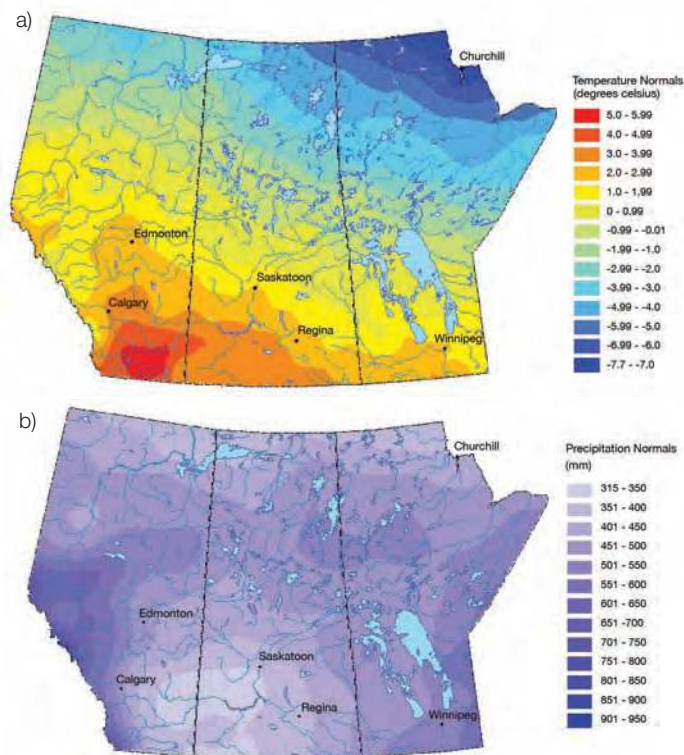 a)
Churchill
Edmonton
Saskatoon
Calgary
Regina
Winnipeg
Temperature Normals
(degrees celsius)
5.0 - 5.99
4.0 - 4.99
3.0 - 3.99
2.0 - 2.99
1.0 - 1,99
0 - 0.99
-0.99 - -0.01
-1.99 - -1.0
-2.99 - -2.0
-3.99 - -3.0
-4.99 - -4.0
-5.99 - -5.0
-6.99 - -6.0
-7.7 - -7.0
b)
Churchill
Edmonton
Saskatoon
Calgary
Regina
Winnipeg
Precipitation Normals
(mm)
315 - 350
351 - 400
401 - 450
451 - 500
501 - 550
551 - 600
601 - 650
651 -700
701 - 750
751 - 800
801 - 850
851 - 900
901 - 950